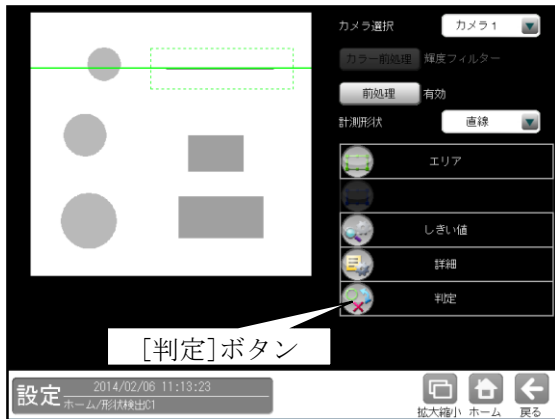 カメラ選択
カメラ1
カラー前処理 輝度フィルター
前処理 有効
計測形状
直線
エリア
しきい値
詳細
判定
[判定]ボタン
設定 2014/02/06 11:13:23
ホーム/形状検出C1
拡大縮小 ホーム 戻る